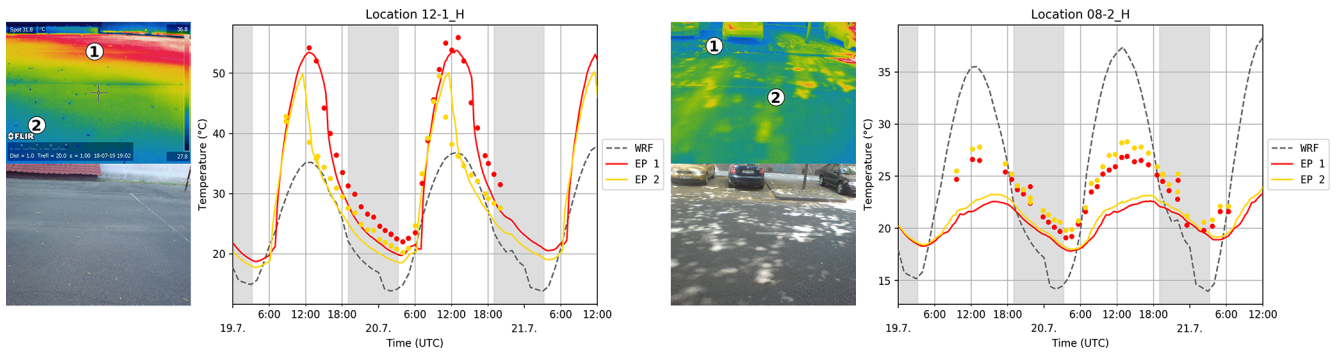 Location 12-1_H
Spot 31.8 °C 36.8
1
2
FLIR
Dist = 1.0 Trefl = 20.0 ε = 1.00 18-07-19 19:02
27.8
Temperature (°C)
50
40
30
20
6:00 12:00 18:00 6:00 12:00 18:00 6:00 12:00
19.7. 20.7. 21.7.
Time (UTC)
WRF
EP 1
EP 2
Location 08-2_H
1
2
Temperature (°C)
35
30
25
20
15
6:00 12:00 18:00 6:00 12:00 18:00 6:00 12:00
19.7. 20.7. 21.7.
Time (UTC)
WRF
EP 1
EP 2